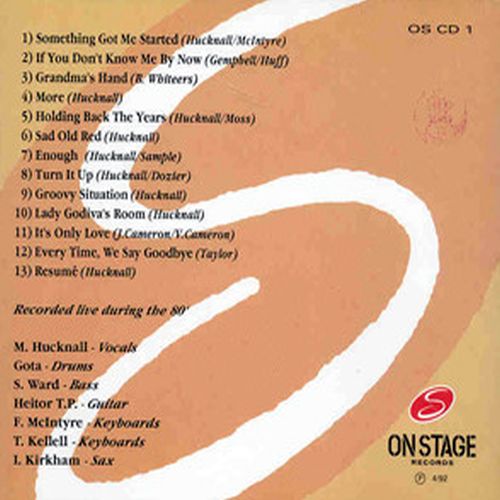 OS CD 1
1) Something Got Me Started (Hucknall/McIntyre)
2) If You Don't Know Me By Now (Gempbell/Huff)
3) Grandma's Hand (B. Whiteers)
4) More (Hucknall)
5) Holding Back The Years (Hucknall/Moss)
6) Sad Old Red (Hucknall)
7) Enough (Hucknall/Sample)
8) Turn It Up (Hucknall/Dozier)
9) Groovy Situation (Hucknall)
10) Lady Godiva's Room (Hucknall)
11) It's Only Love (J.Cameron/V.Cameron)
12) Every Time, We Say Goodbye (Taylor)
13) Resumè (Hucknall)
Recorded live during the 80'
M. Hucknall - Vocals
Gota - Drums
S. Ward - Bass
Heitor T.P. - Guitar
F. McIntyre - Keyboards
T. Kellell - Keyboards
I. Kirkham - Sax
S
ON STAGE
RECORDS
Ⓟ 4/92